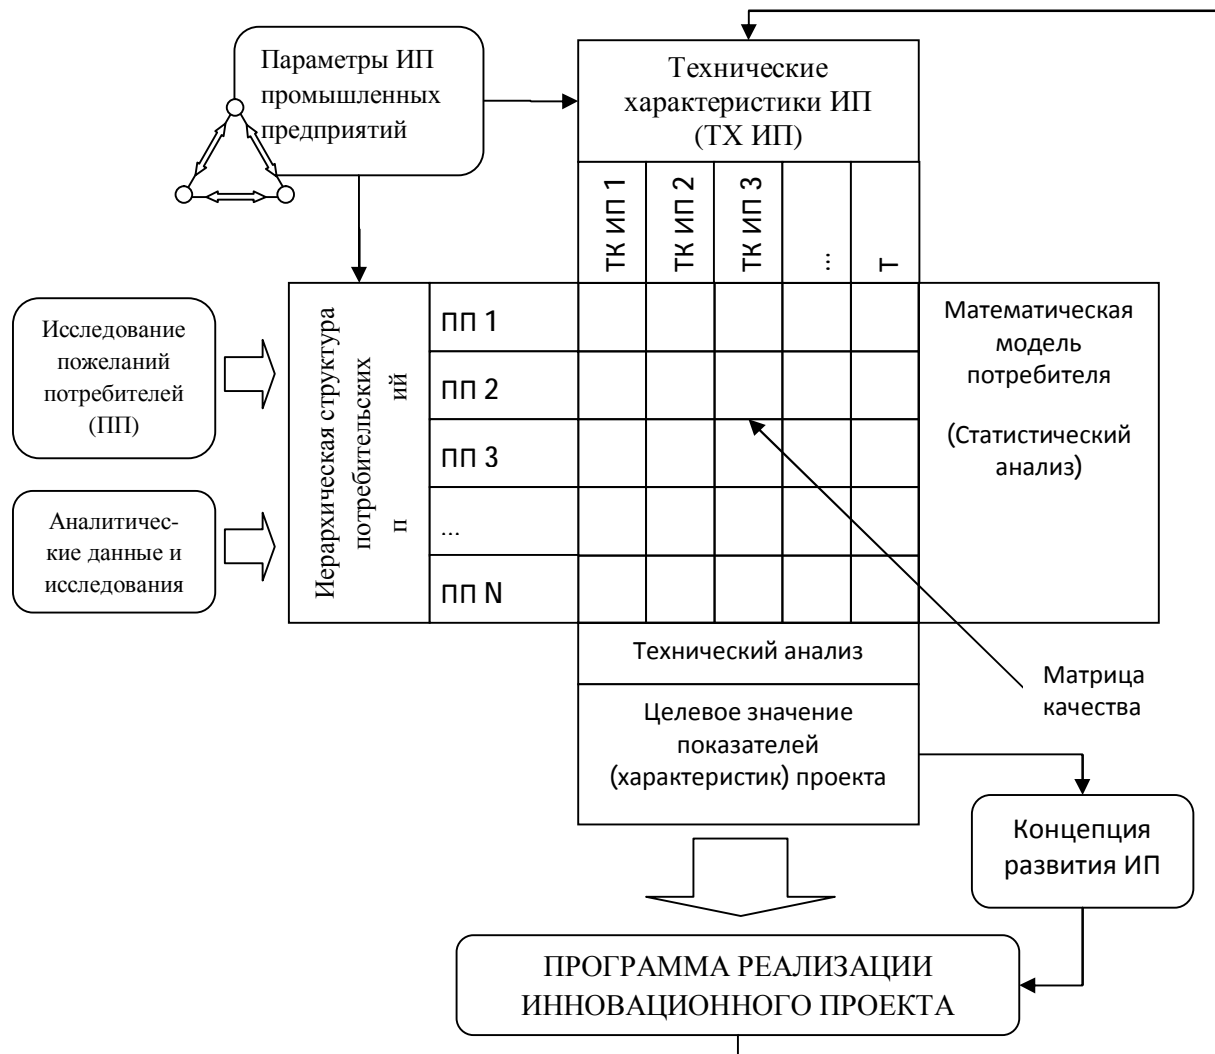 Параметры ИП
промышленных
предприятий
Технические
характеристики ИП
(ТХ ИП)
ТК ИП 1
ТК ИП 2
ТК ИП 3
...
Т
Исследование
пожеланий
потребителей
(ПП)
Аналитичес-
кие данные и
исследования
Иерархическая структура
потребительских
п ий
ПП 1
ПП 2
ПП 3
...
ПП N
Математическая
модель
потребителя
(Статистический
анализ)
Технический анализ
Матрица
качества
Целевое значение
показателей
(характеристик) проекта
Концепция
развития ИП
ПРОГРАММА РЕАЛИЗАЦИИ
ИННОВАЦИОННОГО ПРОЕКТА